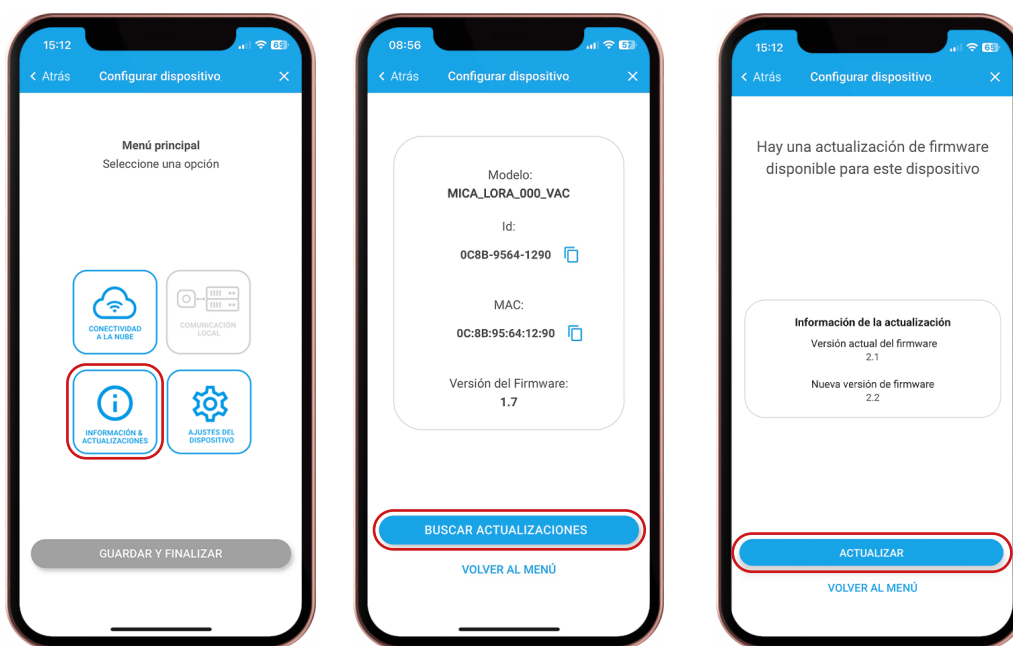 15:12
65
Atrás
Configurar dispositivo
Menú principal
Seleccione una opción
CONECTIVIDAD
A LA NUBE
COMUNICACIÓN
LOCAL
INFORMACIÓN &
ACTUALIZACIONES
AJUSTES DEL
DISPOSITIVO
GUARDAR Y FINALIZAR
08:56
57
Atrás
Configurar dispositivo
Modelo:
MICA_LORA_000_VAC
Id:
0C8B-9564-1290
MAC:
0C:8B:95:64:12:90
Versión del Firmware:
1.7
BUSCAR ACTUALIZACIONES
VOLVER AL MENÚ
15:12
65
Atrás
Configurar dispositivo
Hay una actualización de firmware
disponible para este dispositivo
Información de la actualización
Versión actual del firmware
2.1
Nueva versión de firmware
2.2
ACTUALIZAR
VOLVER AL MENÚ